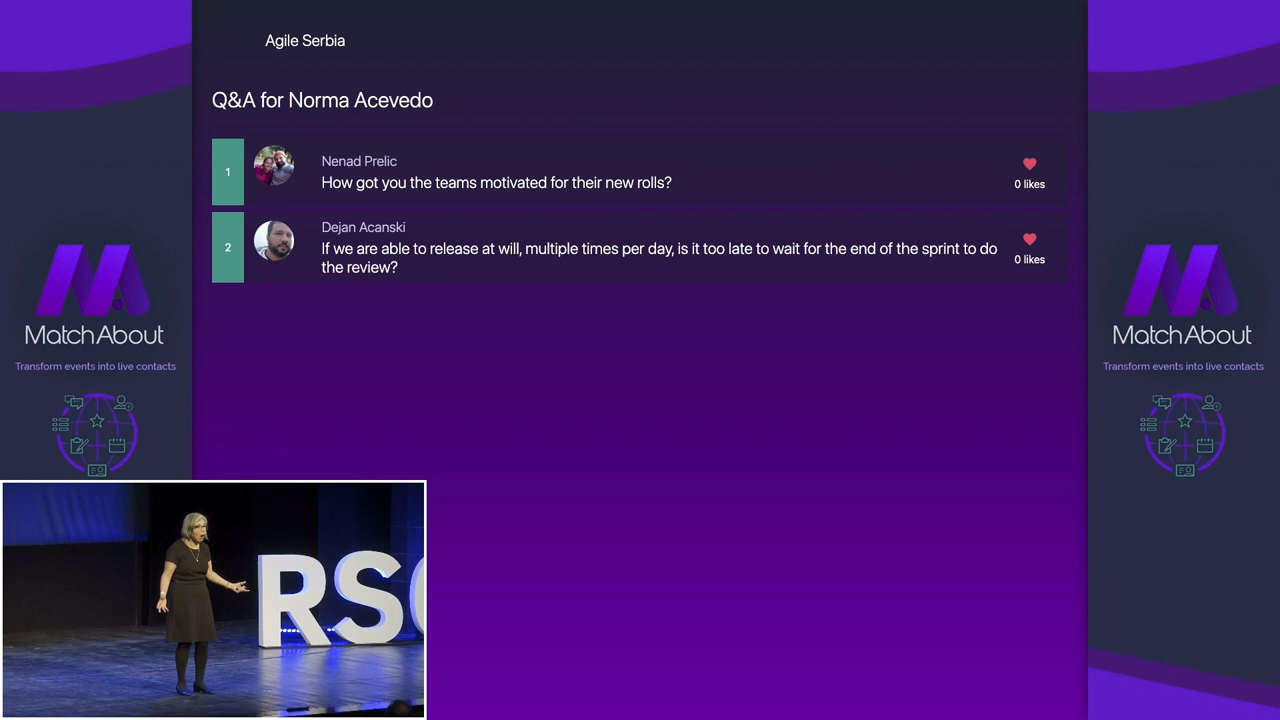 Agile Serbia
Q&A for Norma Acevedo
1
Nenad Prelic
How got you the teams motivated for their new rolls?
0 likes
2
Dejan Acanski
If we are able to release at will, multiple times per day, is it too late to wait for the end of the sprint to do
the review?
0 likes
MatchAbout
Transform events into live contacts
MatchAbout
Transform events into live contacts
RSC